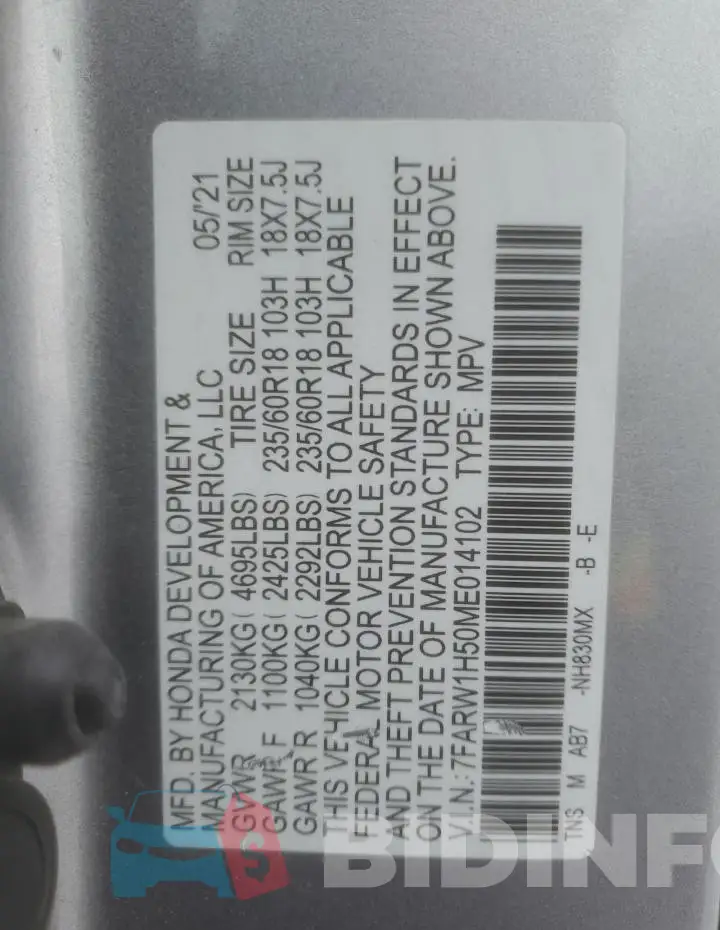 MFD. BY HONDA DEVELOPMENT &
MANUFACTURING OF AMERICA, LLC 05/'21
GVWR 2130KG( 4695LBS) TIRE SIZE RIM SIZE
GAWR F 1100KG( 2425LBS) 235/60R18 103H 18X7.5J
GAWR R 1040KG( 2292LBS) 235/60R18 103H 18X7.5J
THIS VEHICLE CONFORMS TO ALL APPLICABLE
FEDERAL MOTOR VEHICLE SAFETY
AND THEFT PREVENTION STANDARDS IN EFFECT
ON THE DATE OF MANUFACTURE SHOWN ABOVE.
V.I.N.: 7FARW1H50ME014102 TYPE: MPV
TNS M AB7 -NH830MX -B -E
BIDINFO